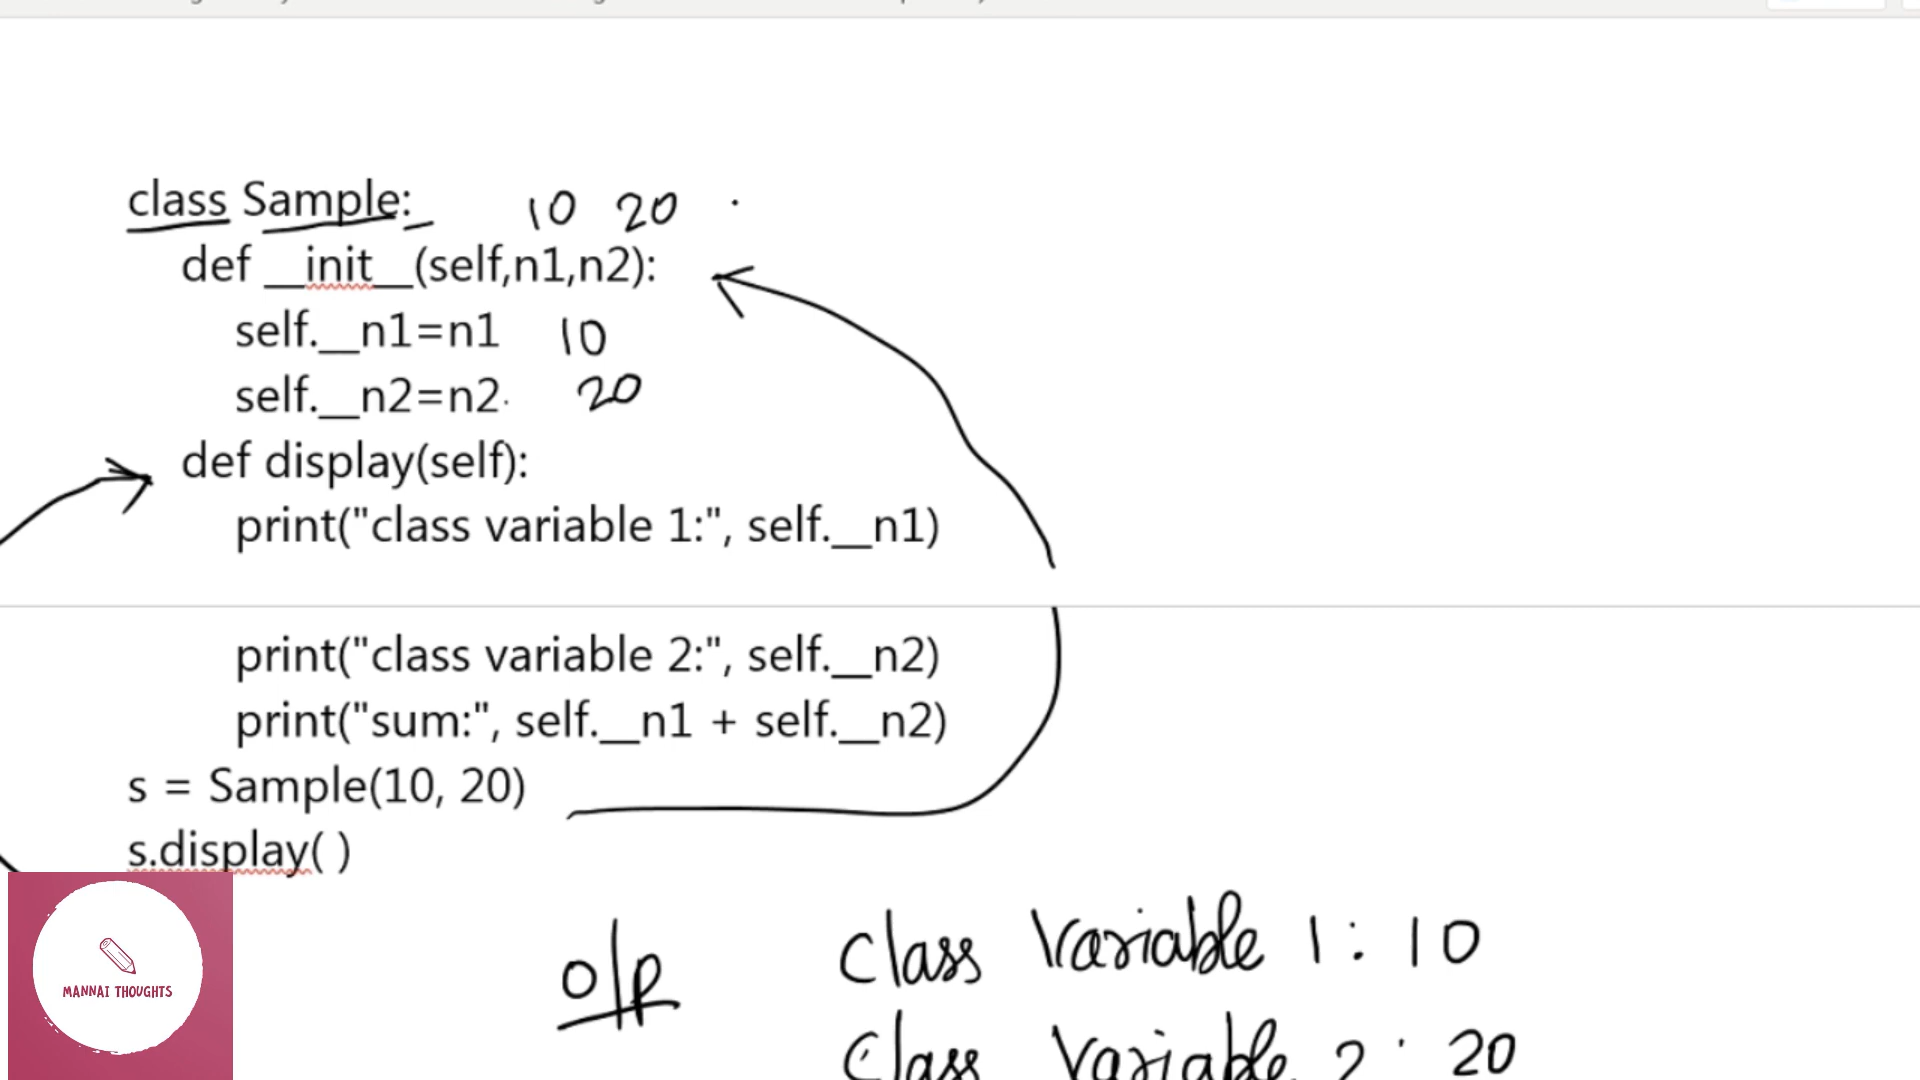 class Sample: 10 20
def __init__(self,n1,n2):
self.__n1=n1 10
self.__n2=n2 20
def display(self):
print("class variable 1:", self.__n1)
print("class variable 2:", self.__n2)
print("sum:", self.__n1 + self.__n2)
s = Sample(10, 20)
s.display( )
o/p Class Variable 1: 10
Class Variable 2: 20
MANNAI THOUGHTS